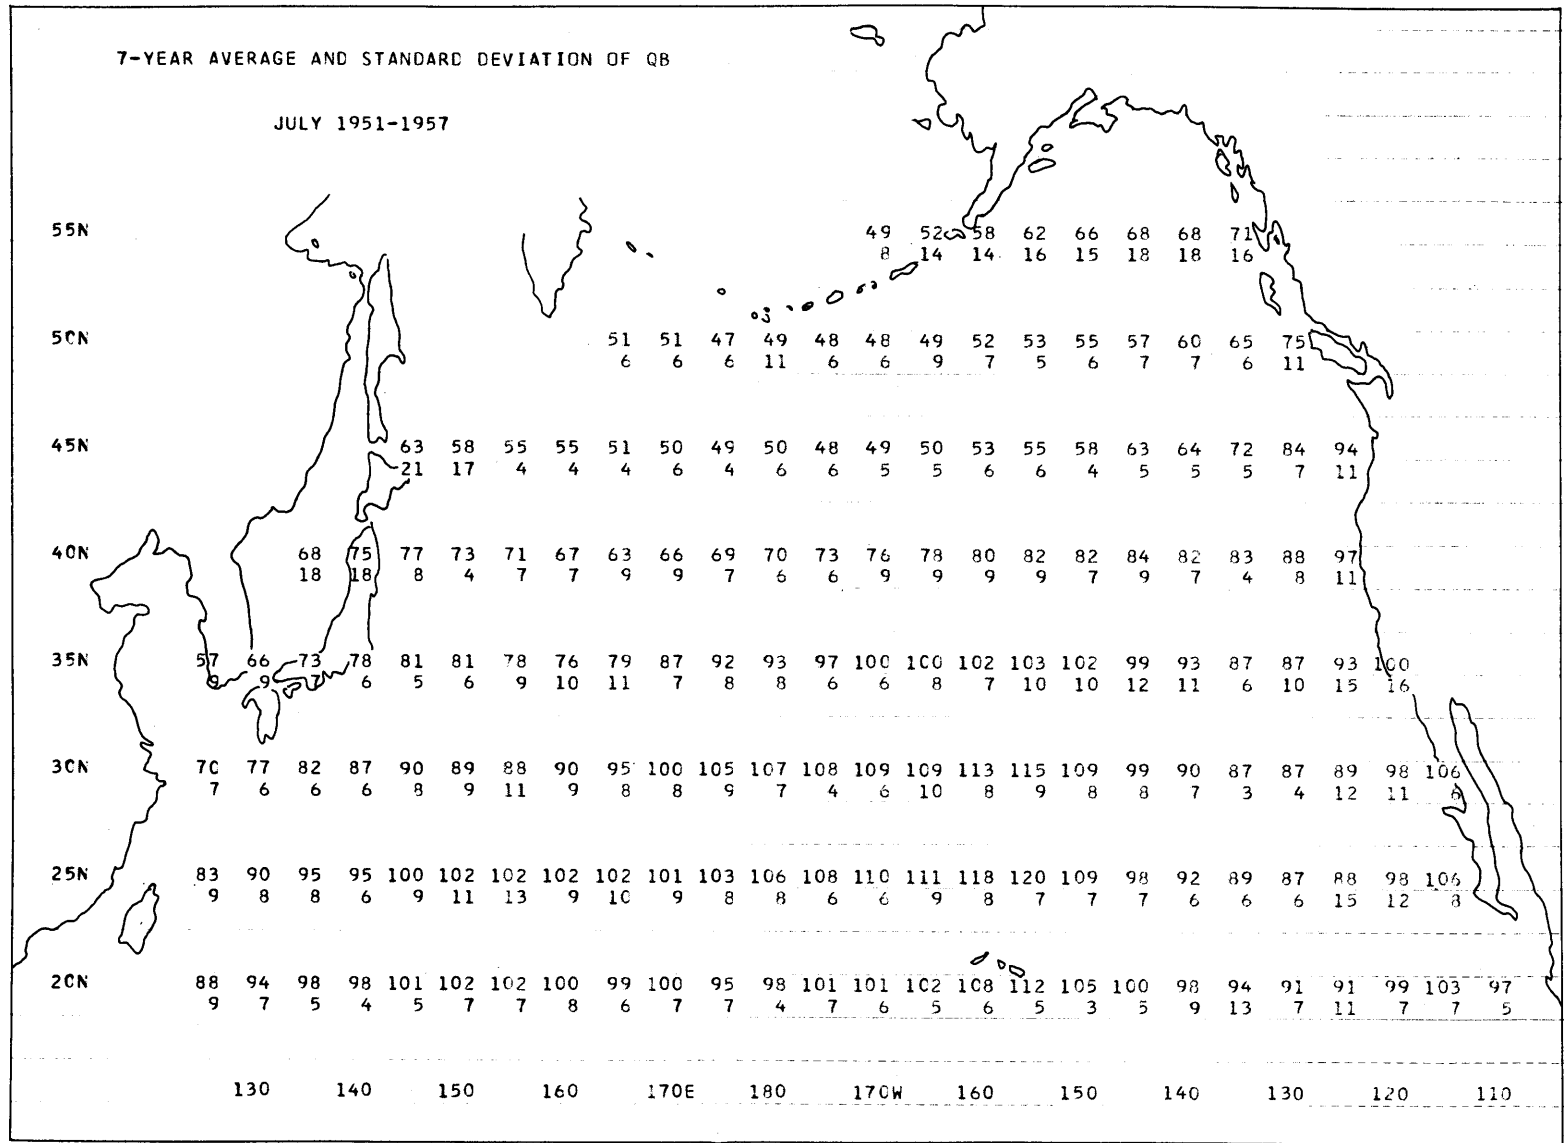 7-YEAR AVERAGE AND STANDARD DEVIATION OF QB
JULY 1951-1957
55N 49 52 58 62 66 68 68 71
8 14 14 16 15 18 18 16
50N 51 51 47 49 48 48 49 52 53 55 57 60 65 75
6 6 6 11 6 6 9 7 5 6 7 7 6 11
45N 63 58 55 55 51 50 49 50 48 49 50 53 55 58 63 64 72 84 94
21 17 4 4 4 6 4 6 6 5 5 6 6 4 5 5 5 7 11
40N 68 75 77 73 71 67 63 66 69 70 73 76 78 80 82 82 84 82 83 88 97
18 18 8 4 7 7 9 9 7 6 6 9 9 9 9 7 9 7 4 8 11
35N 57 66 73 78 81 81 78 76 79 87 92 93 97 100 100 102 103 102 99 93 87 87 93 100
9 7 6 5 6 9 10 11 7 8 8 6 6 8 7 10 10 12 11 6 10 15 16
30N 70 77 82 87 90 89 88 90 95 100 105 107 108 109 109 113 115 109 99 90 87 87 89 98 106
7 6 6 6 8 9 11 9 8 8 9 7 4 6 10 8 9 8 8 7 3 4 12 11 6
25N 83 90 95 95 100 102 102 102 102 101 103 106 108 110 111 118 120 109 98 92 89 87 88 98 106
9 8 8 6 9 11 13 9 10 9 8 8 6 6 9 8 7 7 7 6 6 6 15 12 8
20N 88 94 98 98 101 102 102 100 99 100 95 98 101 101 102 108 112 105 100 98 94 91 91 99 103 97
9 7 5 4 5 7 7 8 6 7 7 4 7 6 5 6 5 3 5 9 13 7 11 7 7 5
130 140 150 160 170E 180 170W 160 150 140 130 120 110